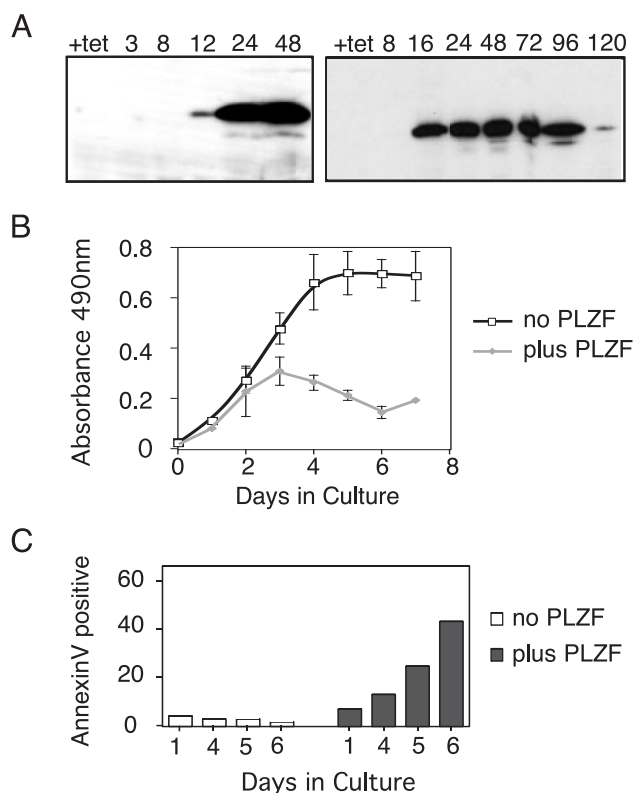 A
+tet 3 8 12 24 48
+tet 8 16 24 48 72 96 120
B
Absorbance 490nm
0.8
0.6
0.4
0.2
0
0 2 4 6 8
Days in Culture
no PLZF
plus PLZF
C
AnnexinV positive
60
40
20
0
1 4 5 6 1 4 5 6
Days in Culture
no PLZF
plus PLZF